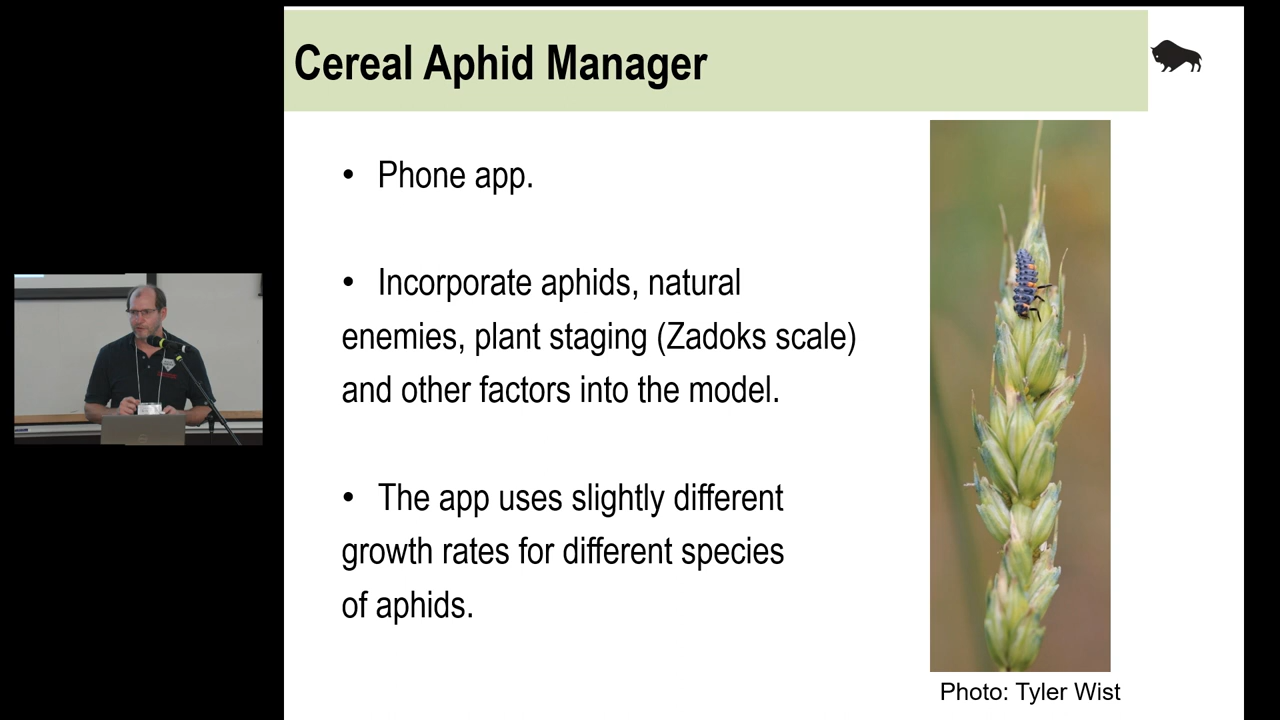 Cereal Aphid Manager
• Phone app.
• Incorporate aphids, natural
enemies, plant staging (Zadoks scale)
and other factors into the model.
• The app uses slightly different
growth rates for different species
of aphids.
Photo: Tyler Wist